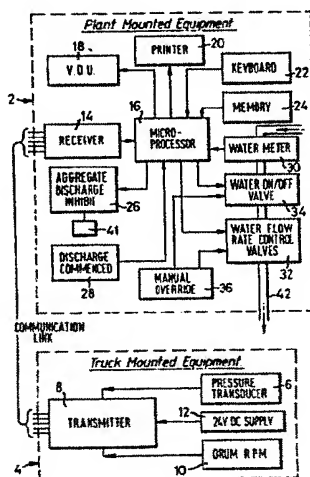 Plant Mounted Equipment
18
V.D.U.
PRINTER
20
KEYBOARD
22
2
16
MICRO-
PROCESSOR
MEMORY
24
14
RECEIVER
WATER METER
30
AGGREGATE
DISCHARGE
INHIBIT
26
WATER ON/OFF
VALVE
34
41
WATER FLOW
RATE CONTROL
VALVES
32
DISCHARGE
COMMENCED
28
MANUAL
OVERRIDE
36
42
COMMUNICATION
LINK
Truck Mounted Equipment
8
TRANSMITTER
PRESSURE
TRANSDUCER
6
12
24V DC SUPPLY
4
DRUM R.P.M
10